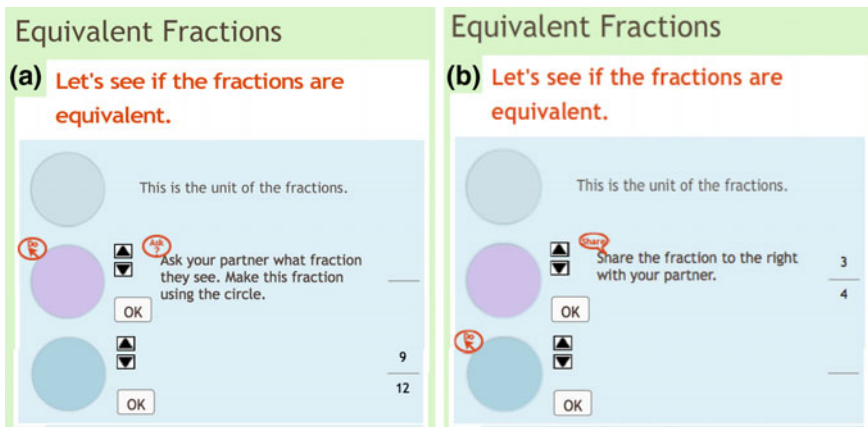 Equivalent Fractions
(a) Let's see if the fractions are
equivalent.
This is the unit of the fractions.
Do
Ask
?
Ask your partner what fraction
they see. Make this fraction
using the circle.
OK
9
12
OK
Equivalent Fractions
(b) Let's see if the fractions are
equivalent.
This is the unit of the fractions.
Share
Share the fraction to the right
with your partner.
3
4
OK
Do
OK